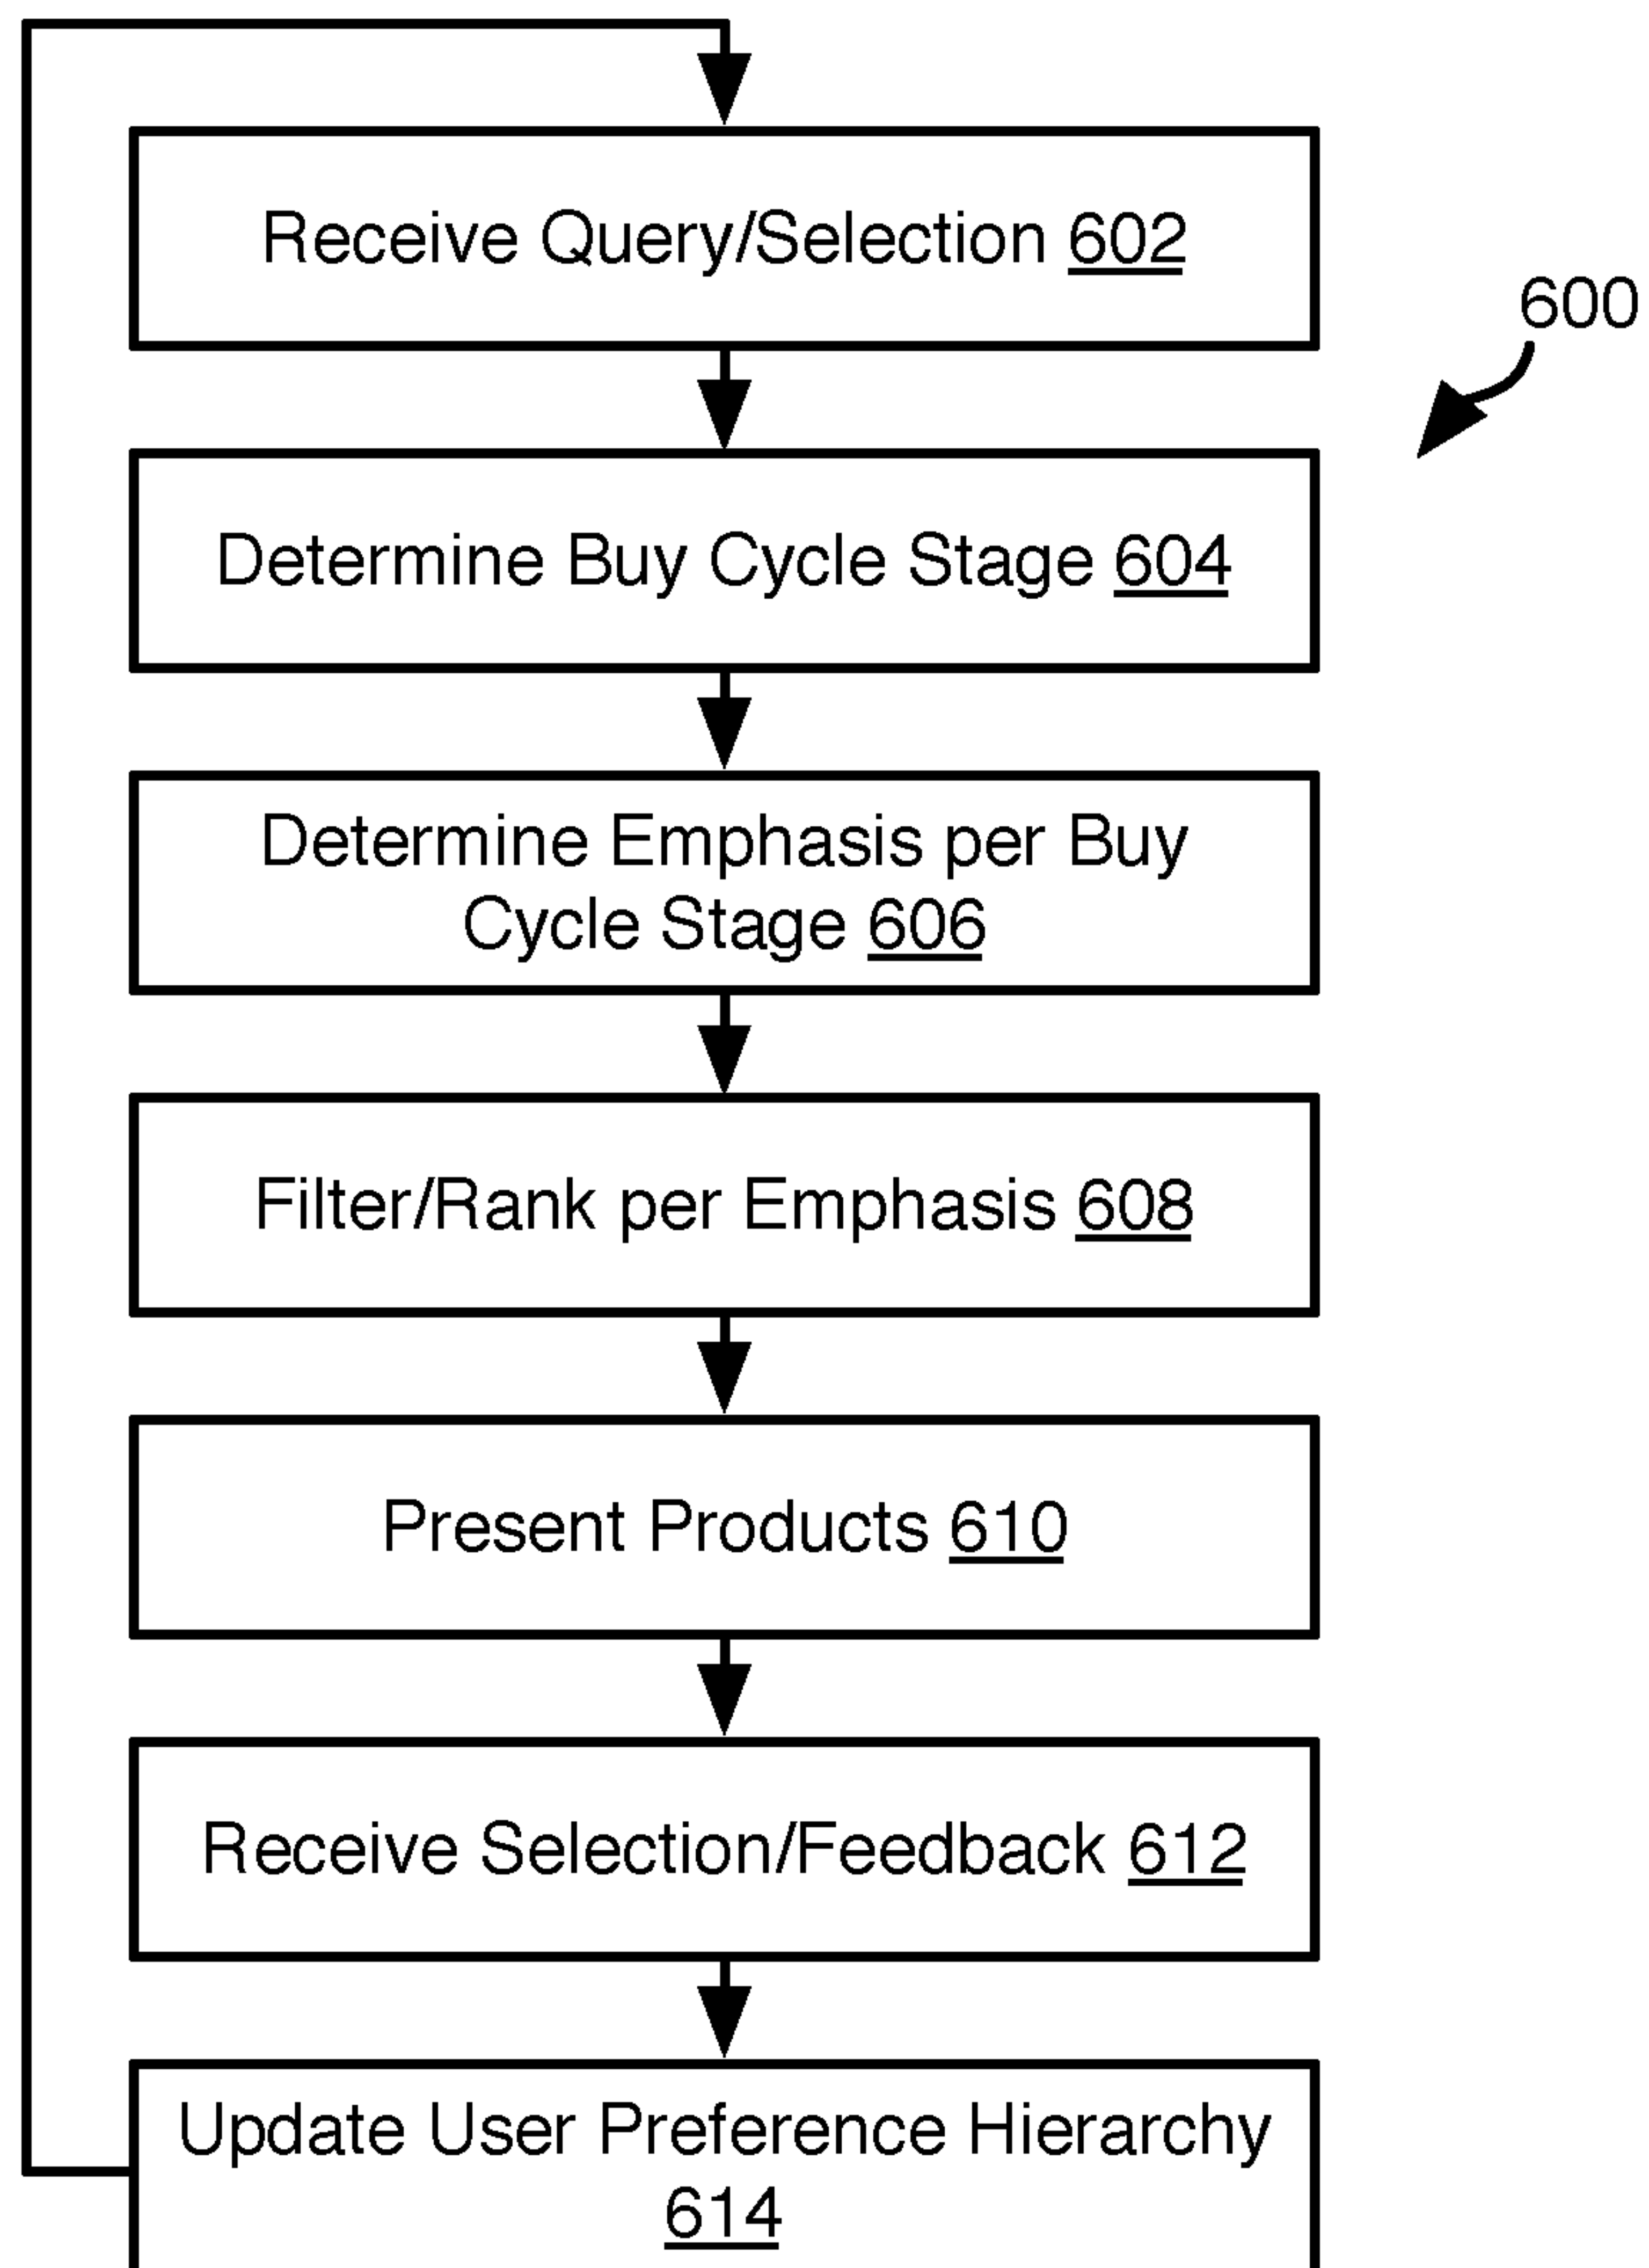 Receive Query/Selection 602
600
Determine Buy Cycle Stage 604
Determine Emphasis per Buy
Cycle Stage 606
Filter/Rank per Emphasis 608
Present Products 610
Receive Selection/Feedback 612
Update User Preference Hierarchy
614